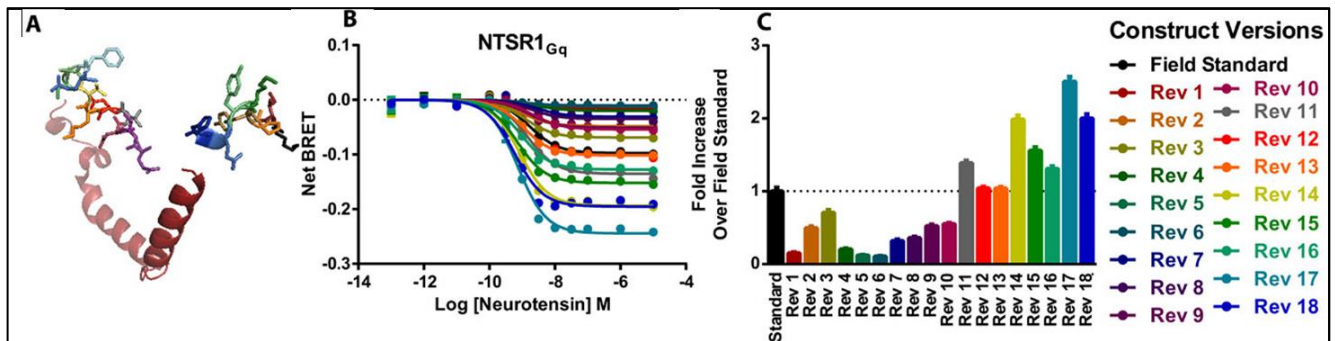 A
B
NTSR1Gq
0.1
0.0
-0.1
-0.2
-0.3
Net BRET
-14
-12
-10
-8
-6
-4
Log [Neurotensin] M
C
Fold Increase
Over Field Standard
3
2
1
0
Standard
Rev 1
Rev 2
Rev 3
Rev 4
Rev 5
Rev 6
Rev 7
Rev 8
Rev 9
Rev 10
Rev 11
Rev 12
Rev 13
Rev 14
Rev 15
Rev 16
Rev 17
Rev 18
Construct Versions
Field Standard
Rev 1
Rev 2
Rev 3
Rev 4
Rev 5
Rev 6
Rev 7
Rev 8
Rev 9
Rev 10
Rev 11
Rev 12
Rev 13
Rev 14
Rev 15
Rev 16
Rev 17
Rev 18